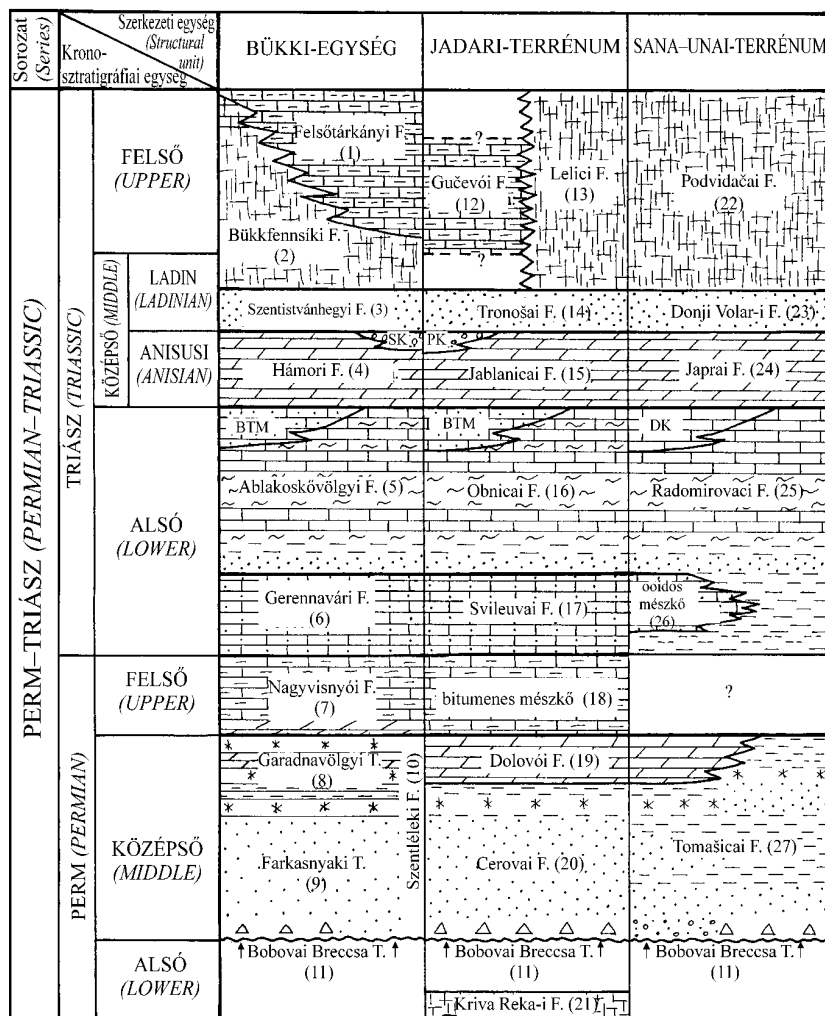 Sorozat
(Series)
Szerkezeti egység
(Structural
unit)
Krono-
sztratigráfiai egység
BÜKKI-EGYSÉG
JADARI-TERRÉNUM
SANA–UNAI-TERRÉNUM
PERM–TRIÁSZ (PERMIAN–TRIASSIC)
TRIÁSZ (TRIASSIC)
FELSŐ
(UPPER)
Felsőtárkányi F.
(1)
Bükkfennsíki F.
(2)
?
Gučevói F.
(12)
?
Lelici F.
(13)
Podvidačai F.
(22)
KÖZÉPSŐ (MIDDLE)
LADIN
(LADINIAN)
Szentistvánhegyi F. (3)
Tronošai F. (14)
Donji Volar-i F. (23)
ANISUSI
(ANISIAN)
SK
PK
Hámori F. (4)
Jablanicai F. (15)
Japrai F. (24)
ALSÓ
(LOWER)
BTM
BTM
DK
Ablakoskővölgyi F. (5)
Obnicai F. (16)
Radomirovaci F. (25)
Gerennavári F.
(6)
Svileuvai F. (17)
ooidos
mészkő
(26)
PERM (PERMIAN)
FELSŐ
(UPPER)
Nagyvisnyói F.
(7)
bitumenes mészkő (18)
?
KÖZÉPSŐ
(MIDDLE)
Garadnavölgyi T.
(8)
Farkasnyaki T.
(9)
Szentléleki F. (10)
Dolovói F. (19)
Cerovai F. (20)
Tomašicai F. (27)
ALSÓ
(LOWER)
Bobovai Breccsa T.
(11)
Bobovai Breccsa T.
(11)
Bobovai Breccsa T.
(11)
Kriva Reka-i F. (21)